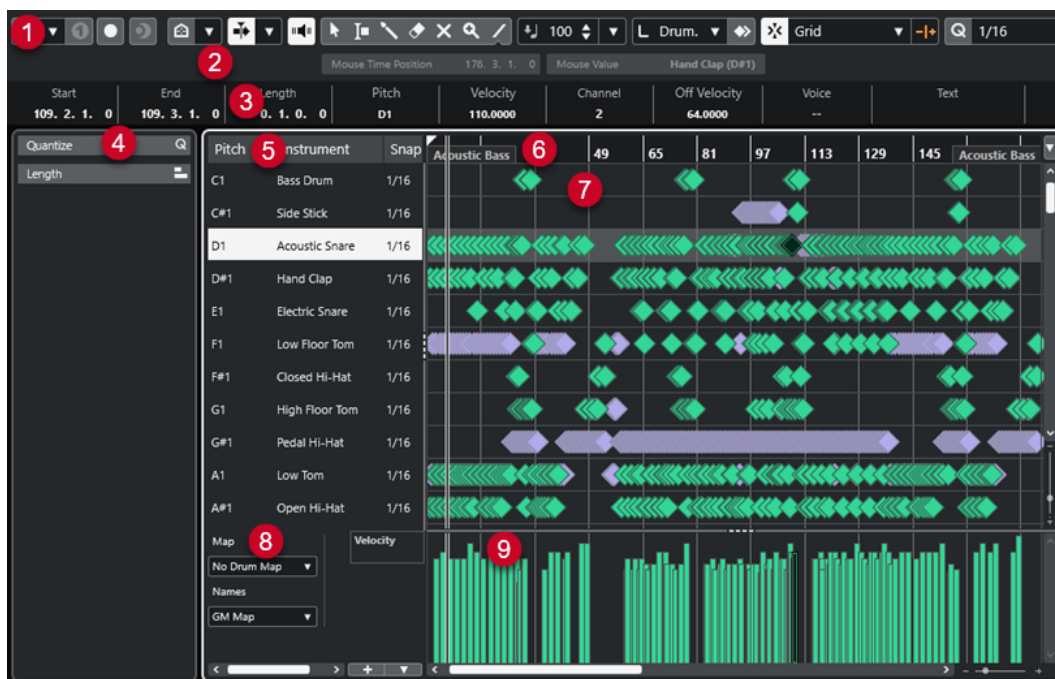 1 100 L Drum. Grid Q 1/16
2
Mouse Time Position 176. 3. 1. 0 Mouse Value Hand Clap (D#1)
Start End Length Pitch Velocity Channel Off Velocity Voice Text
3
109. 2. 1. 0 109. 3. 1. 0 0. 1. 0. 0 D1 110.0000 2 64.0000 --
Quantize Q
4
Length
Pitch Instrument Snap
5
Acoustic Bass 49 65 81 97 113 129 145 Acoustic Bass
6
7
C1 Bass Drum 1/16
C#1 Side Stick 1/16
D1 Acoustic Snare 1/16
D#1 Hand Clap 1/16
E1 Electric Snare 1/16
F1 Low Floor Tom 1/16
F#1 Closed Hi-Hat 1/16
G1 High Floor Tom 1/16
G#1 Pedal Hi-Hat 1/16
A1 Low Tom 1/16
A#1 Open Hi-Hat 1/16
Map
8
Velocity
9
No Drum Map
Names
GM Map